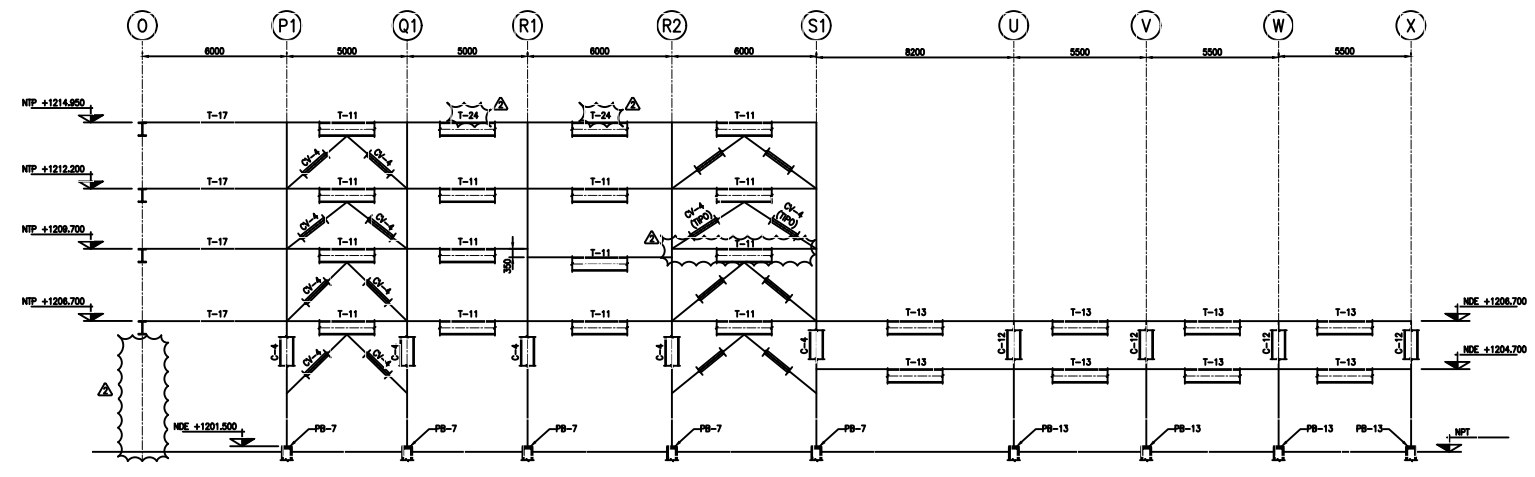 O P1 Q1 R1 R2 S1 U V W X
6000 5000 5000 6000 6000 8200 5500 5500 5500
NTP +1214.950
T-17 T-11 T-24 2 T-24 2 T-11
CV-4 CV-4
NTP +1212.200
T-17 T-11 T-11 T-11 T-11
CV-4 CV-4 CV-4 (TIPO) CV-4 (TIPO)
NTP +1209.700
T-17 T-11 T-11 350 T-11 2 T-11
CV-4 CV-4
NTP +1206.700
T-17 T-11 T-11 T-11 T-11 T-13 T-13 T-13 T-13 NDE +1206.700
C-4 C-4 C-4 C-4 C-4 C-12 C-12 C-12 C-12
CV-4 CV-4
T-13 T-13 T-13 T-13 NDE +1204.700
2
NDE +1201.500
PB-7 PB-7 PB-7 PB-7 PB-7 PB-13 PB-13 PB-13 PB-13 NPT